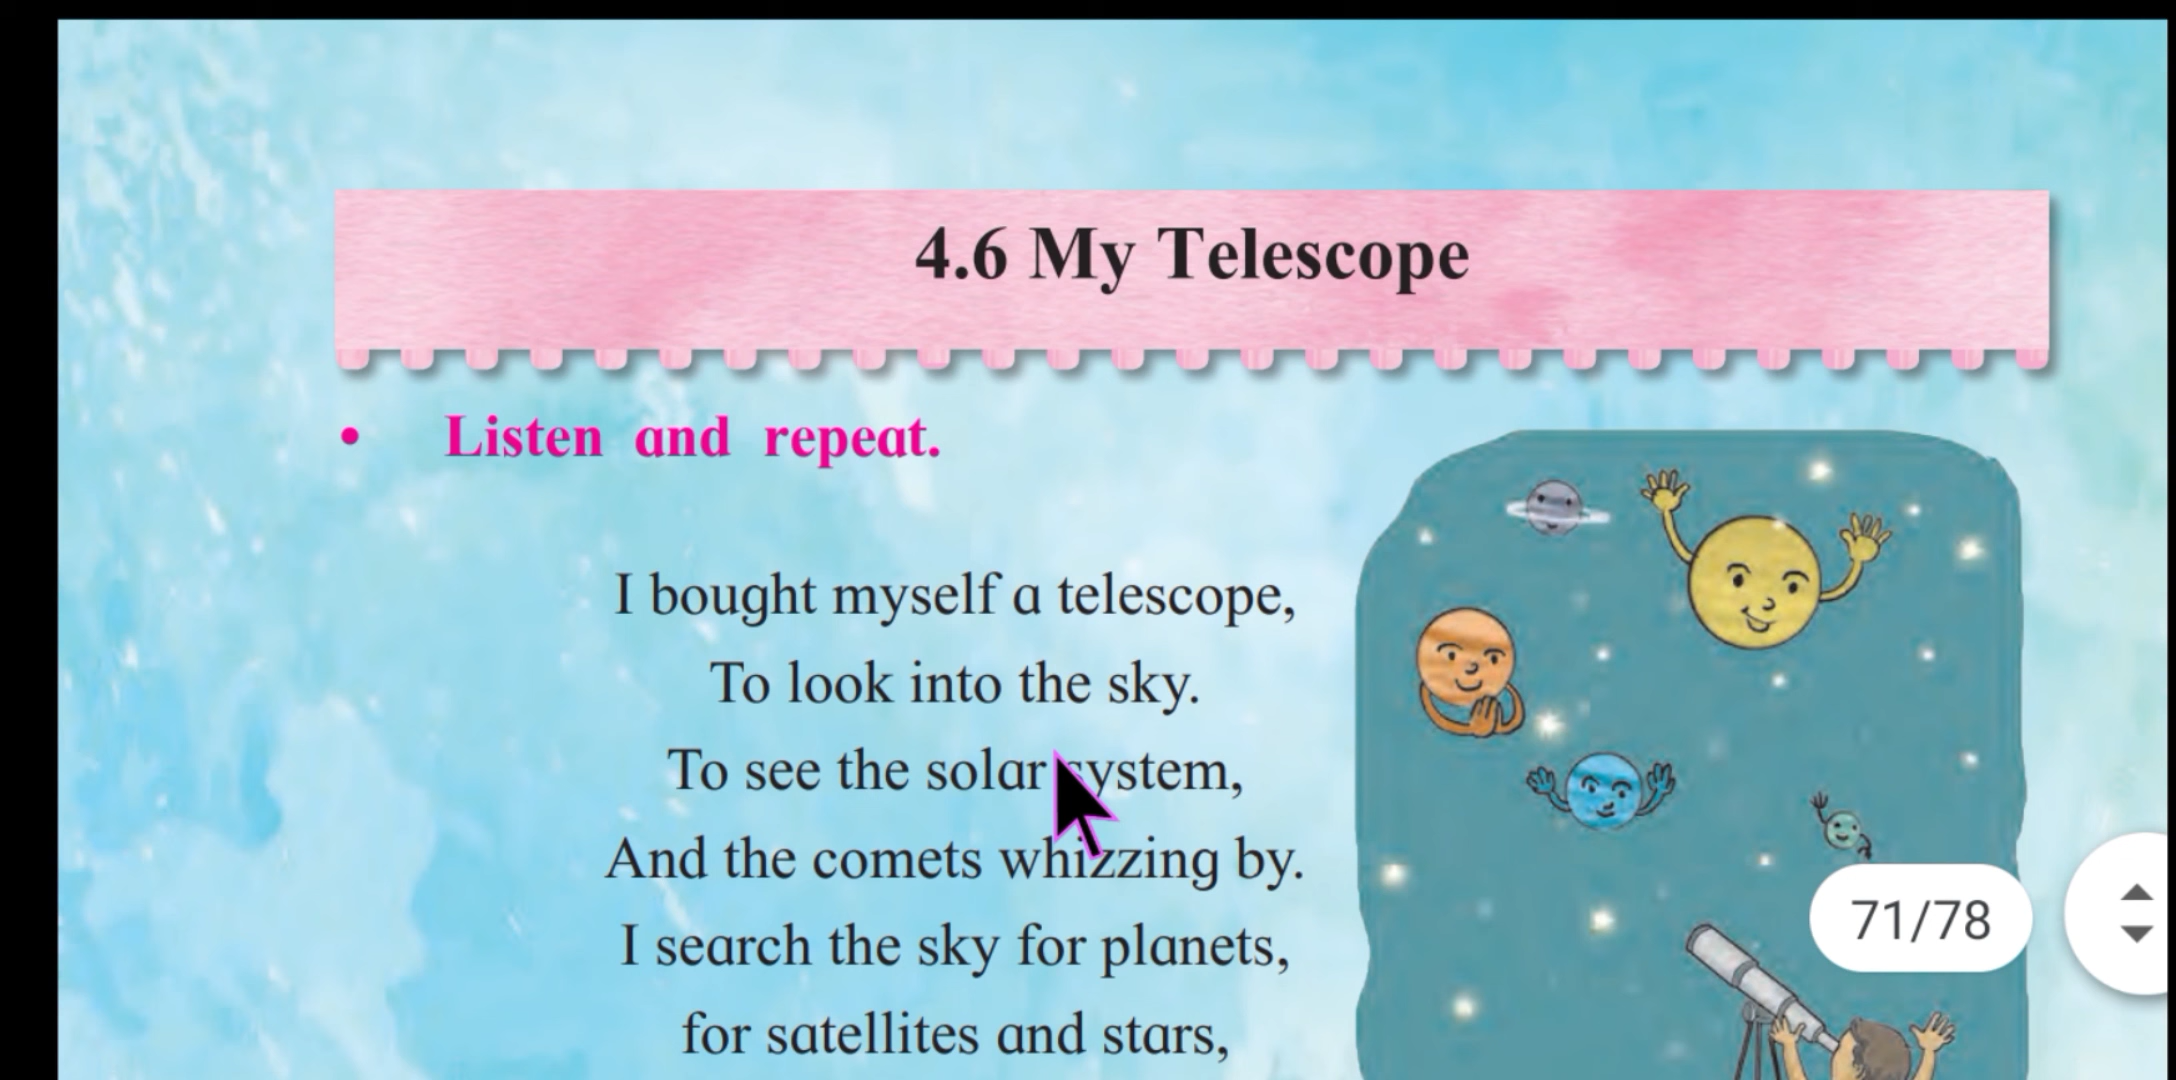 4.6 My Telescope
• Listen and repeat.
I bought myself a telescope,
To look into the sky.
To see the solar system,
And the comets whizzing by.
I search the sky for planets,
for satellites and stars,
71/78